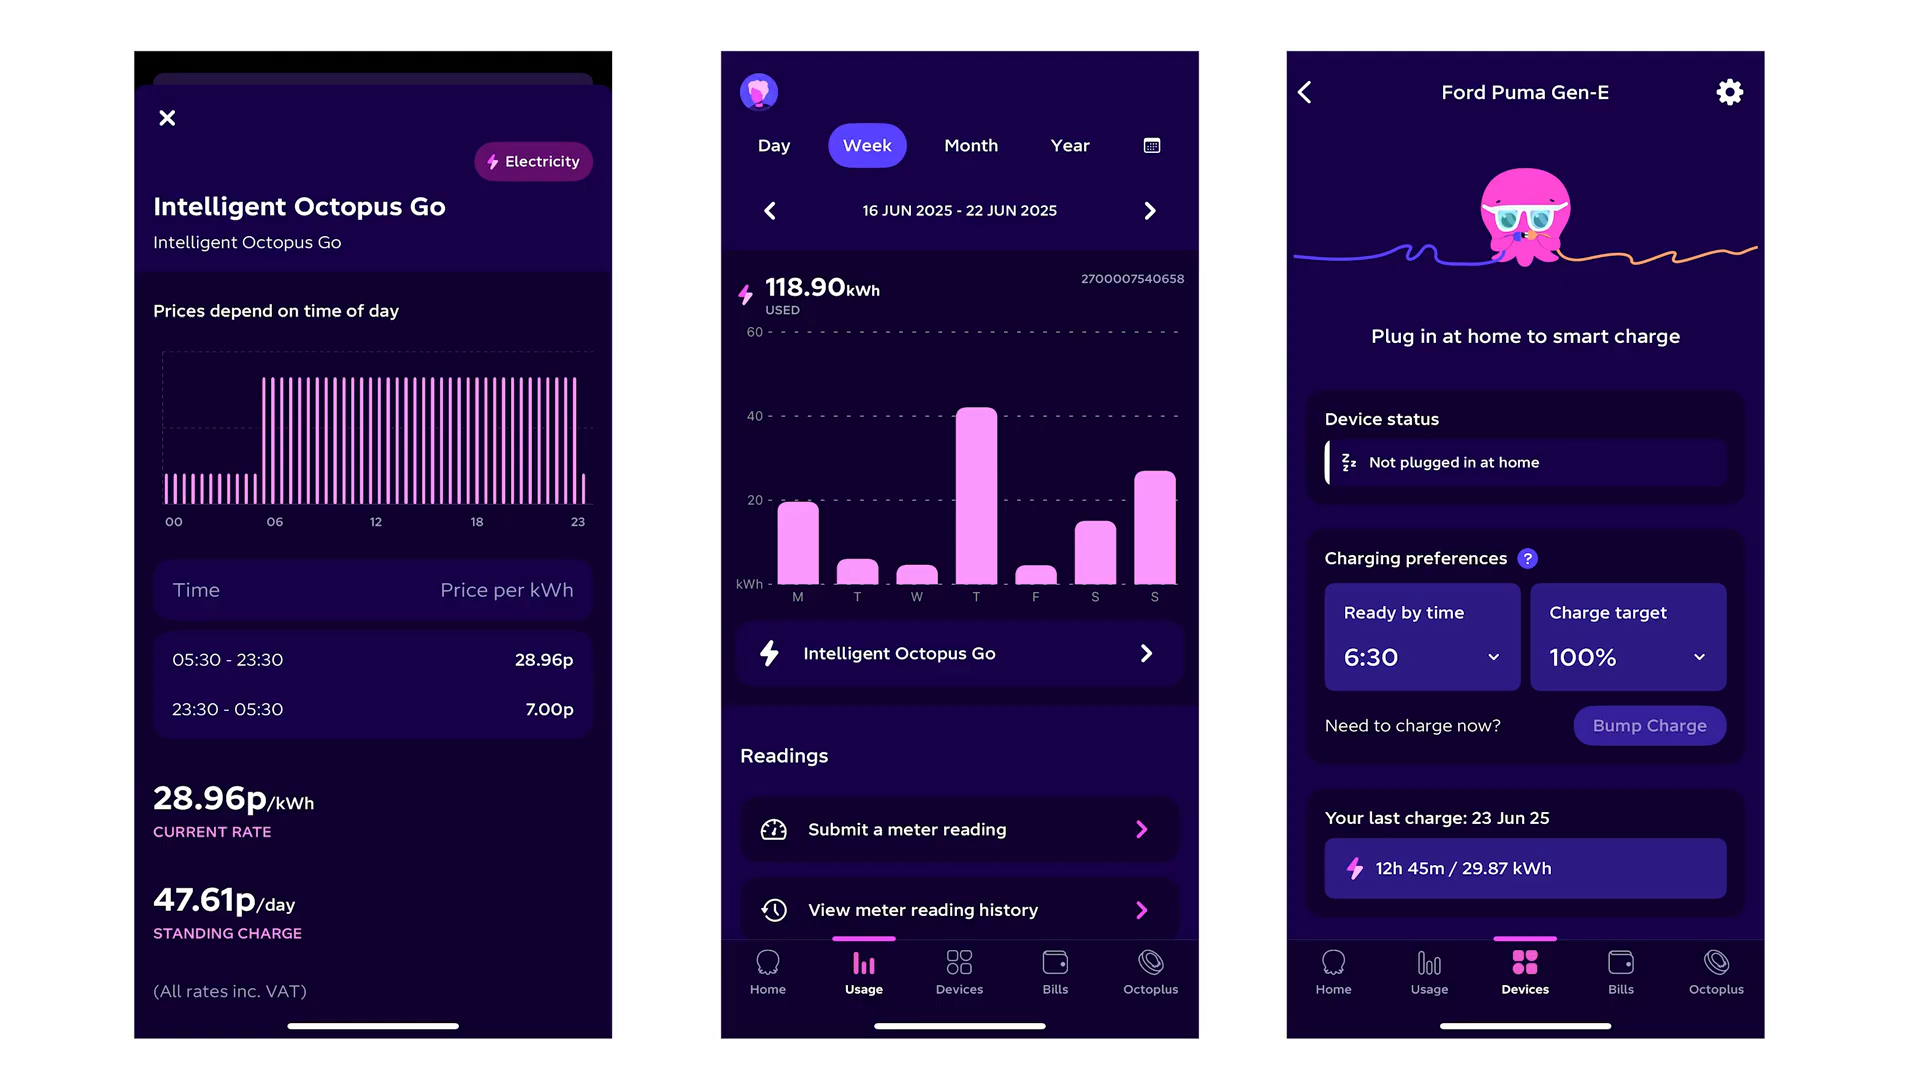 Electricity
Intelligent Octopus Go
Intelligent Octopus Go
Prices depend on time of day
00 06 12 18 23
Time Price per kWh
05:30 - 23:30 28.96p
23:30 - 05:30 7.00p
28.96p/kWh
CURRENT RATE
47.61p/day
STANDING CHARGE
(All rates inc. VAT)
Day Week Month Year
16 JUN 2025 - 22 JUN 2025
118.90kWh 2700007540658
USED
60
40
20
kWh
M T W T F S S
Intelligent Octopus Go
Readings
Submit a meter reading
View meter reading history
Home Usage Devices Bills Octoplus
Ford Puma Gen-E
Plug in at home to smart charge
Device status
Zzz Not plugged in at home
Charging preferences ?
Ready by time Charge target
6:30 100%
Need to charge now? Bump Charge
Your last charge: 23 Jun 25
12h 45m / 29.87 kWh
Home Usage Devices Bills Octoplus